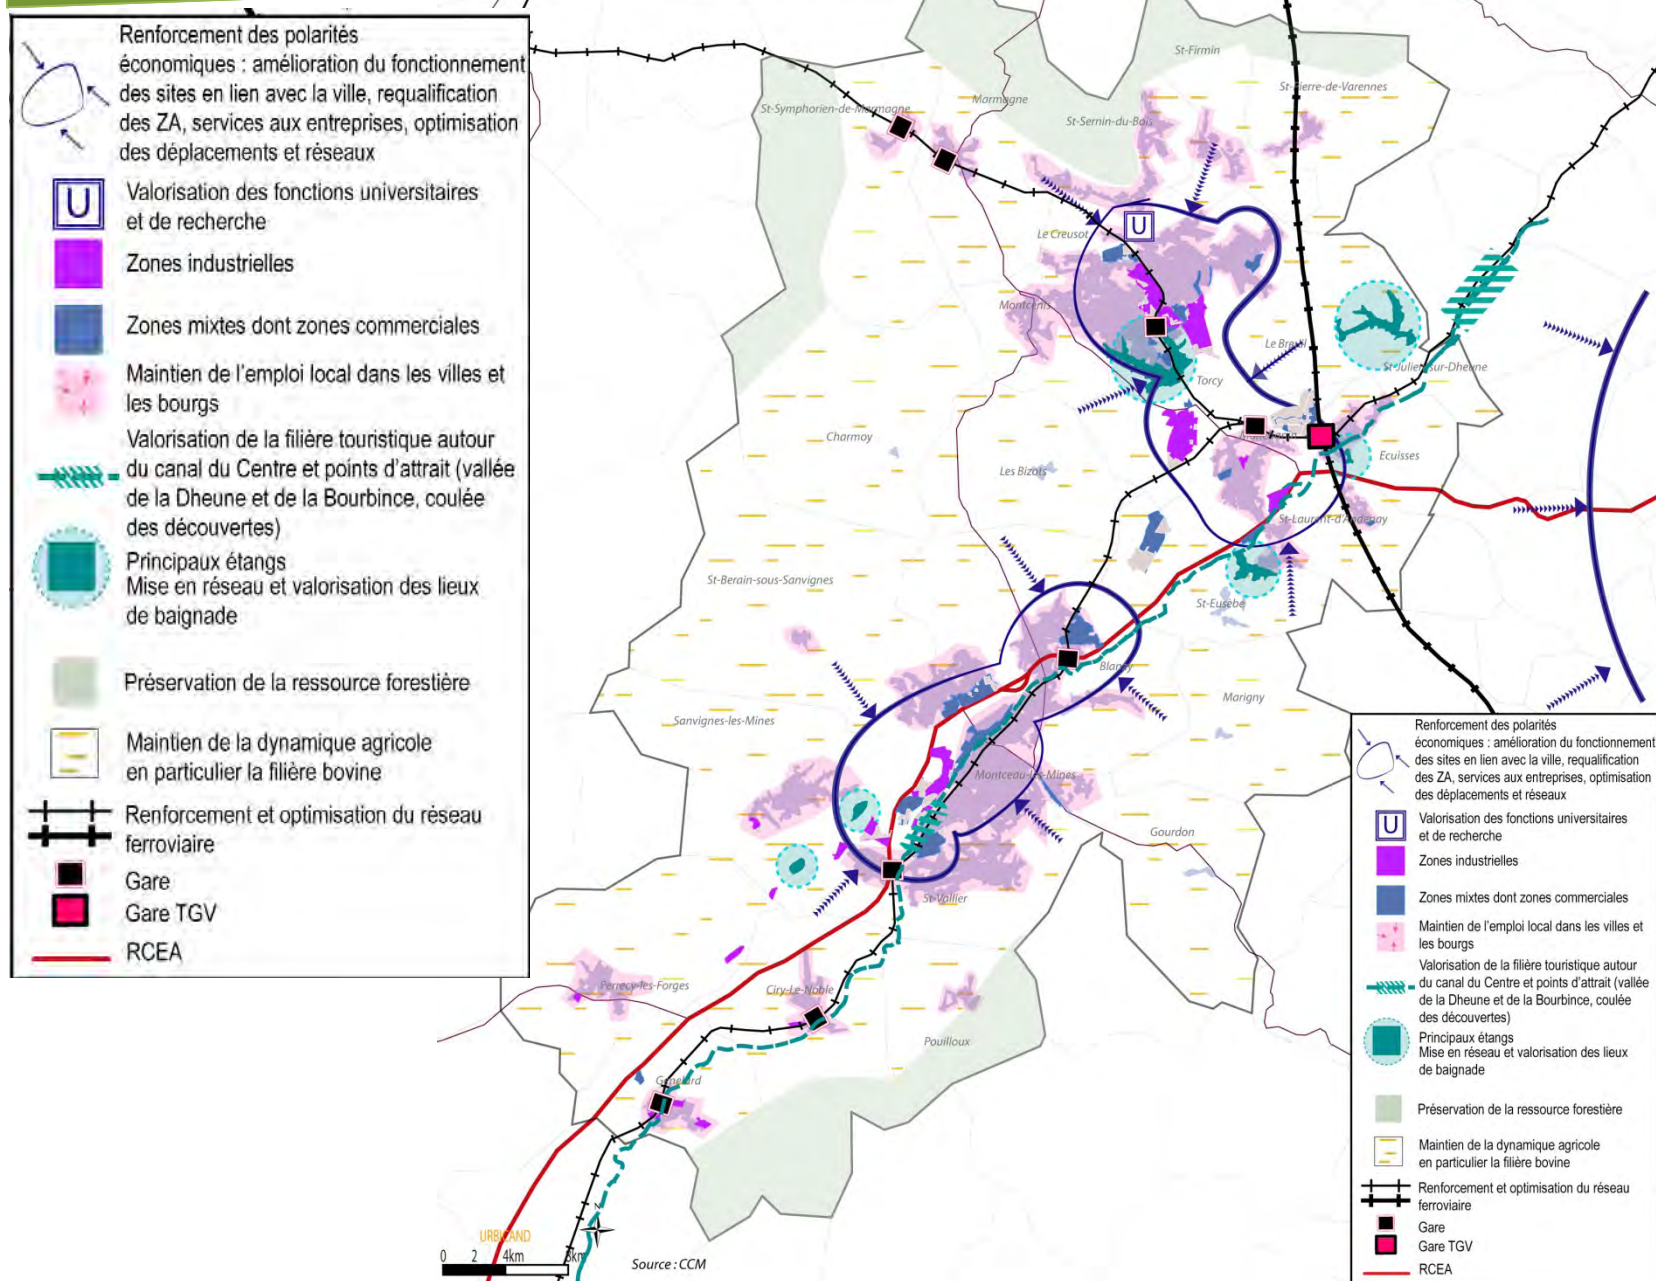 Renforcement des polarités
économiques : amélioration du fonctionnement
des sites en lien avec la ville, requalification
des ZA, services aux entreprises, optimisation
des déplacements et réseaux
U
Valorisation des fonctions universitaires
et de recherche
Zones industrielles
Zones mixtes dont zones commerciales
Maintien de l'emploi local dans les villes et
les bourgs
Valorisation de la filière touristique autour
du canal du Centre et points d'attrait (vallée
de la Dheune et de la Bourbince, coulée
des découvertes)
Principaux étangs
Mise en réseau et valorisation des lieux
de baignade
Préservation de la ressource forestière
Maintien de la dynamique agricole
en particulier la filière bovine
Renforcement et optimisation du réseau
ferroviaire
Gare
Gare TGV
RCEA
St-Firmin
St-Pierre-de-Varennes
Marmagne
St-Symphorien-de-Marmagne
St-Sernin-du-Bois
U
Le Creusot
Montcenis
Le Breuil
St-Julien-sur-Dheune
Torcy
Charmoy
Ecuisses
Les Bizots
St-Laurent-d'Andenay
St-Berain-sous-Sanvignes
St-Eusèbe
Blanzy
Marigny
Sanvignes-les-Mines
Montceau-les-Mines
Gourdon
St-Vallier
Perrecy-les-Forges
Ciry-Le-Noble
Pouilloux
Génelard
URBICAND
N
0 2 4km 8km
Source : CCM
Renforcement des polarités
économiques : amélioration du fonctionnement
des sites en lien avec la ville, requalification
des ZA, services aux entreprises, optimisation
des déplacements et réseaux
U
Valorisation des fonctions universitaires
et de recherche
Zones industrielles
Zones mixtes dont zones commerciales
Maintien de l'emploi local dans les villes et
les bourgs
Valorisation de la filière touristique autour
du canal du Centre et points d'attrait (vallée
de la Dheune et de la Bourbince, coulée
des découvertes)
Principaux étangs
Mise en réseau et valorisation des lieux
de baignade
Préservation de la ressource forestière
Maintien de la dynamique agricole
en particulier la filière bovine
Renforcement et optimisation du réseau
ferroviaire
Gare
Gare TGV
RCEA